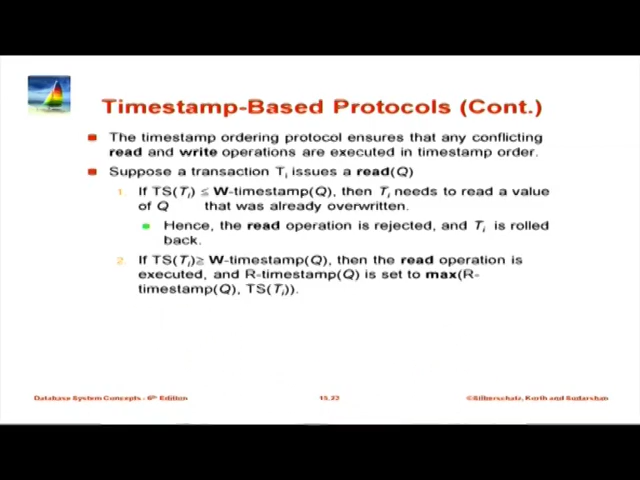 Timestamp-Based Protocols (Cont.)
The timestamp ordering protocol ensures that any conflicting
read and write operations are executed in timestamp order.
Suppose a transaction Ti issues a read(Q)
1. If TS(Ti) ≤ W-timestamp(Q), then Ti needs to read a value
of Q that was already overwritten.
Hence, the read operation is rejected, and Ti is rolled
back.
2. If TS(Ti) ≥ W-timestamp(Q), then the read operation is
executed, and R-timestamp(Q) is set to max(R-
timestamp(Q), TS(Ti)).
Database System Concepts - 6th Edition 15.22 ©Silberschatz, Korth and Sudarshan